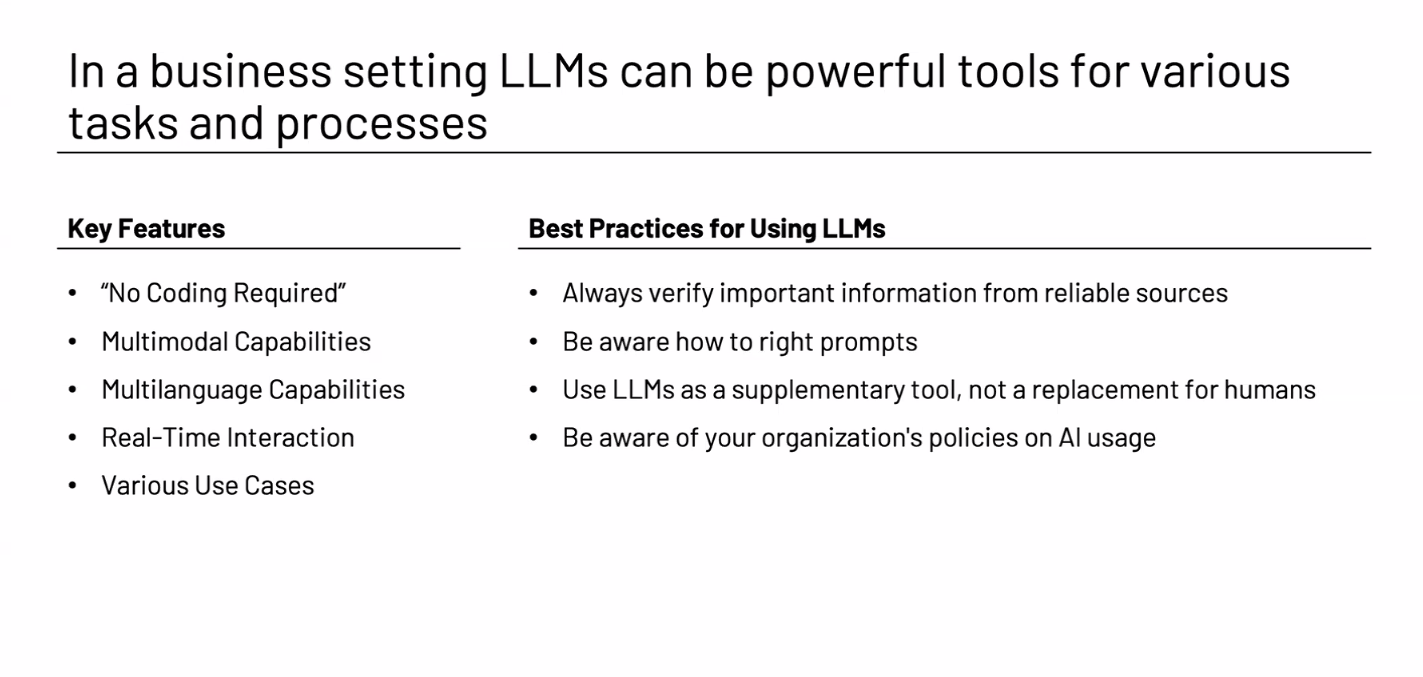 In a business setting LLMs can be powerful tools for various
tasks and processes
Key Features
• “No Coding Required”
• Multimodal Capabilities
• Multilanguage Capabilities
• Real-Time Interaction
• Various Use Cases
Best Practices for Using LLMs
• Always verify important information from reliable sources
• Be aware how to right prompts
• Use LLMs as a supplementary tool, not a replacement for humans
• Be aware of your organization's policies on AI usage